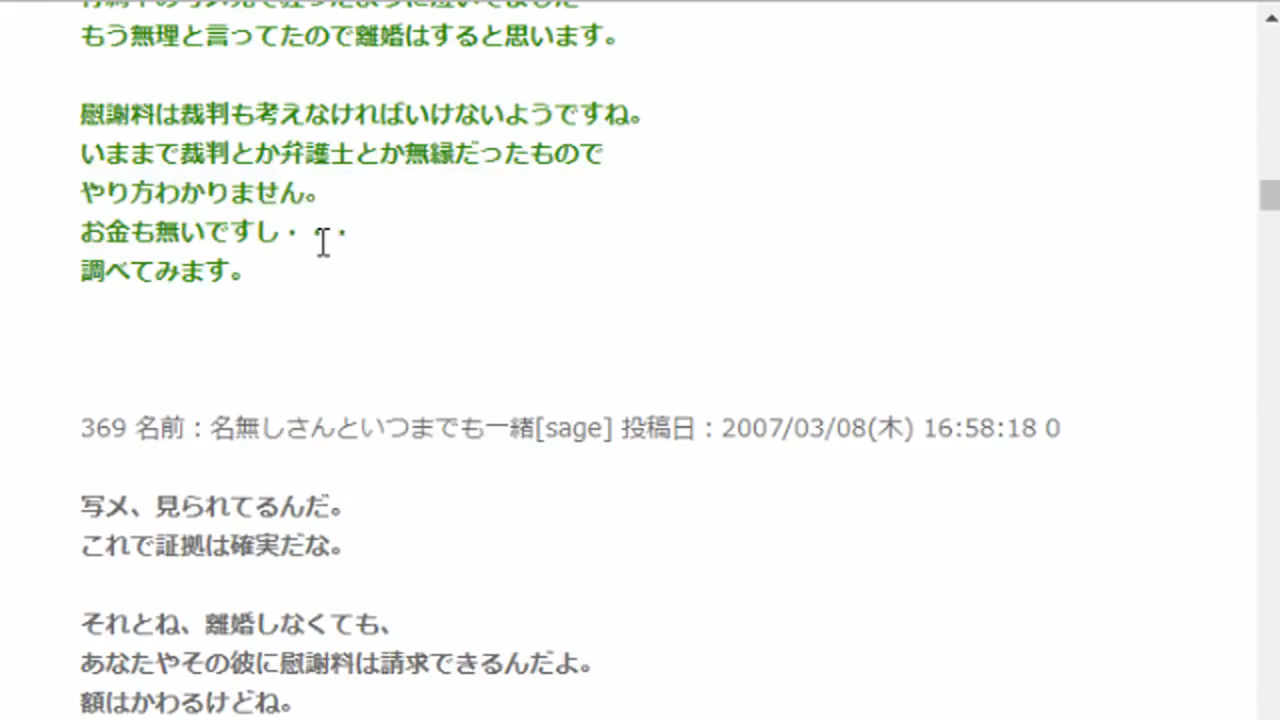 もう無理と言ってたので離婚はすると思います。
慰謝料は裁判も考えなければいけないようですね。
いままで裁判とか弁護士とか無縁だったもので
やり方わかりません。
お金も無いですし・・・
調べてみます。
369 名前：名無しさんといつまでも一緒[sage] 投稿日：2007/03/08(木) 16:58:18 0
写メ、見られてるんだ。
これで証拠は確実だな。
それとね、離婚しなくても、
あなたやその彼に慰謝料は請求できるんだよ。
額はかわるけどね。